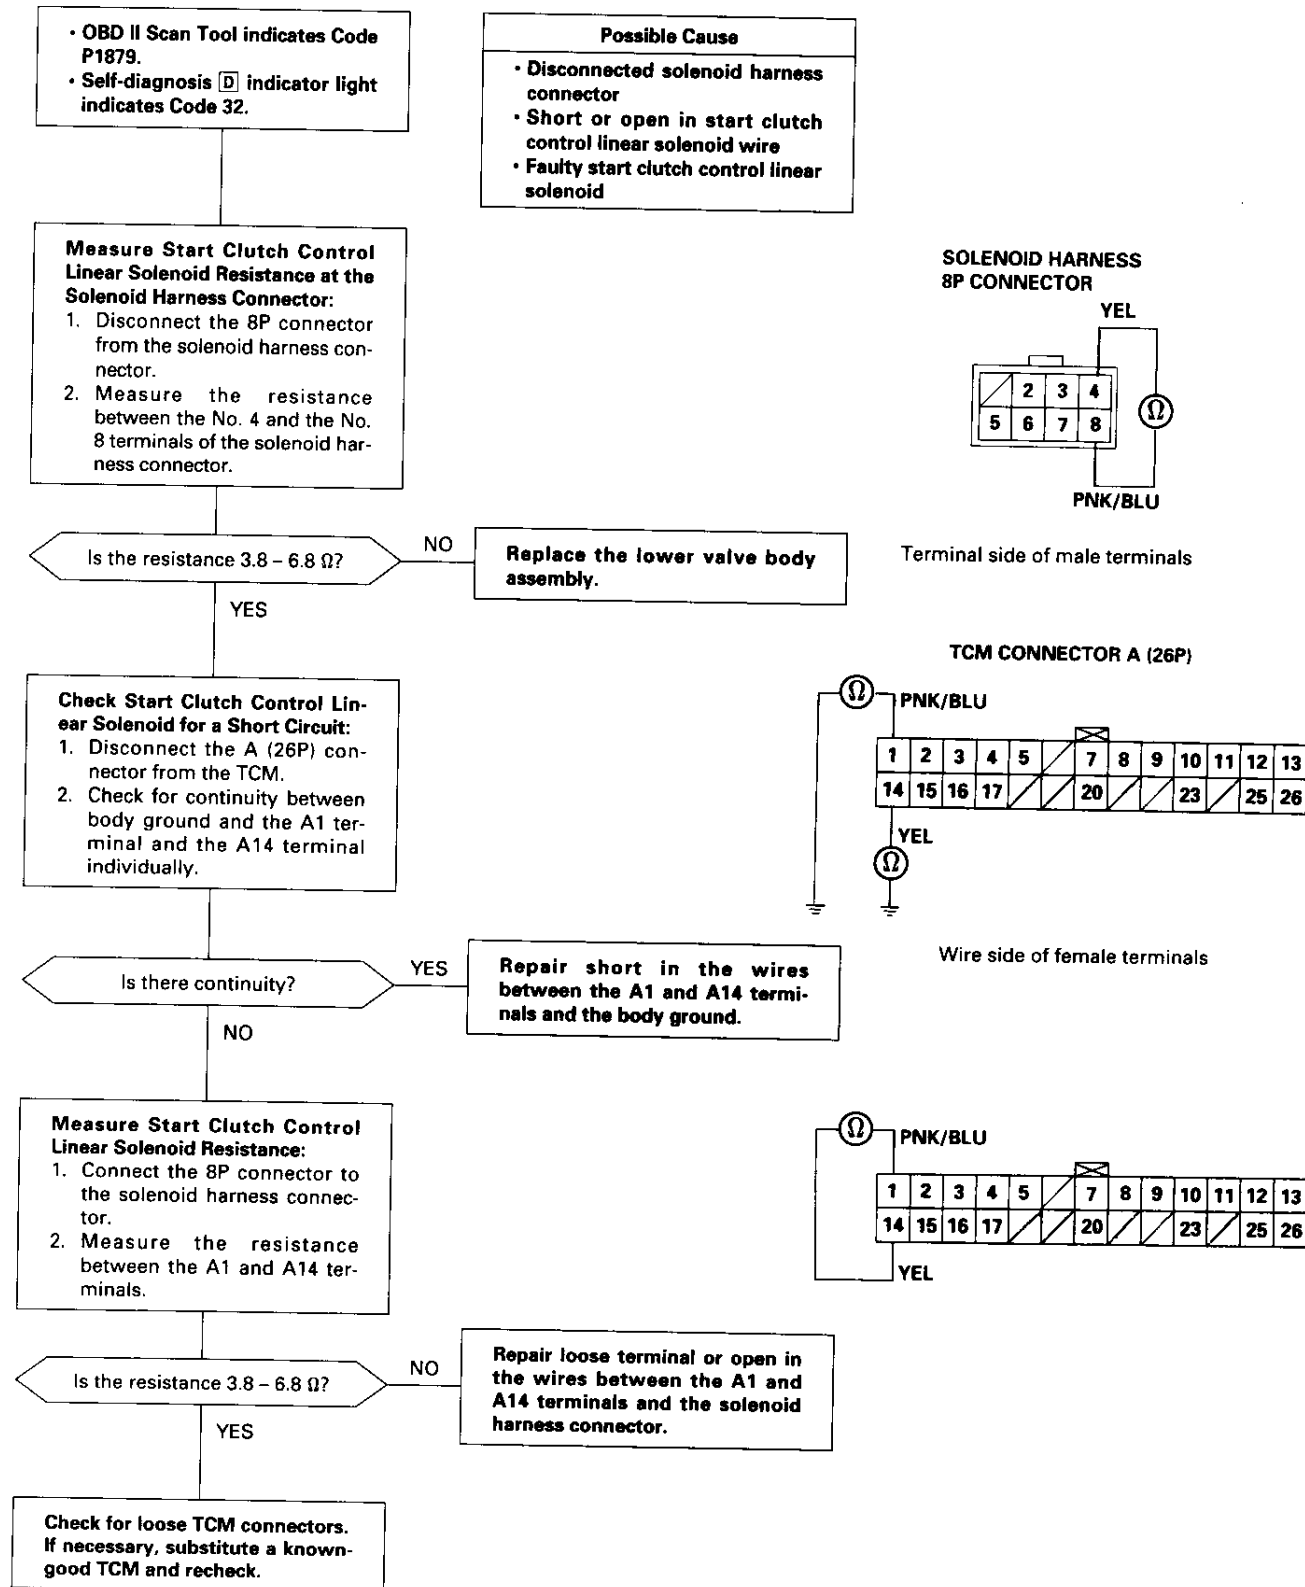 • OBD II Scan Tool indicates Code
P1879.
• Self-diagnosis D indicator light
indicates Code 32.
Possible Cause
• Disconnected solenoid harness
connector
• Short or open in start clutch
control linear solenoid wire
• Faulty start clutch control linear
solenoid
Measure Start Clutch Control
Linear Solenoid Resistance at the
Solenoid Harness Connector:
1. Disconnect the 8P connector
from the solenoid harness con-
nector.
2. Measure the resistance
between the No. 4 and the No.
8 terminals of the solenoid har-
ness connector.
SOLENOID HARNESS
8P CONNECTOR
YEL
2 3 4
Ω
5 6 7 8
PNK/BLU
Terminal side of male terminals
Is the resistance 3.8 – 6.8 Ω?
NO
Replace the lower valve body
assembly.
YES
Check Start Clutch Control Lin-
ear Solenoid for a Short Circuit:
1. Disconnect the A (26P) con-
nector from the TCM.
2. Check for continuity between
body ground and the A1 ter-
minal and the A14 terminal
individually.
TCM CONNECTOR A (26P)
Ω
PNK/BLU
1 2 3 4 5 7 8 9 10 11 12 13
14 15 16 17 20 23 25 26
YEL
Ω
Wire side of female terminals
Is there continuity?
YES
Repair short in the wires
between the A1 and A14 termi-
nals and the body ground.
NO
Measure Start Clutch Control
Linear Solenoid Resistance:
1. Connect the 8P connector to
the solenoid harness connec-
tor.
2. Measure the resistance
between the A1 and A14 ter-
minals.
Ω
PNK/BLU
1 2 3 4 5 7 8 9 10 11 12 13
14 15 16 17 20 23 25 26
YEL
Is the resistance 3.8 – 6.8 Ω?
NO
Repair loose terminal or open in
the wires between the A1 and
A14 terminals and the solenoid
harness connector.
YES
Check for loose TCM connectors.
If necessary, substitute a known-
good TCM and recheck.